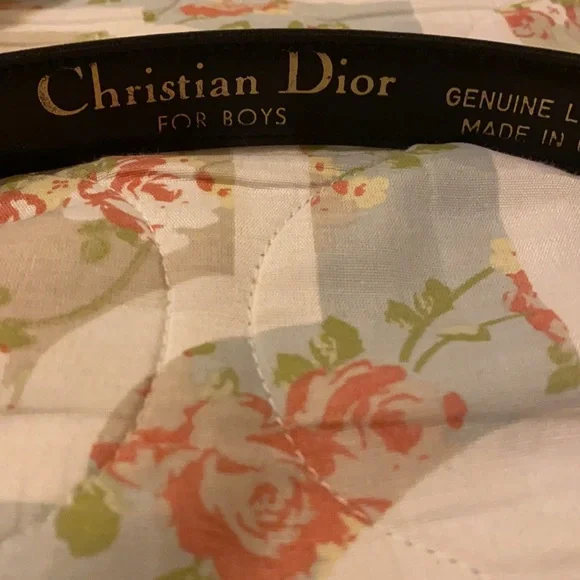 Christian Dior
FOR BOYS
GENUINE L
MADE IN